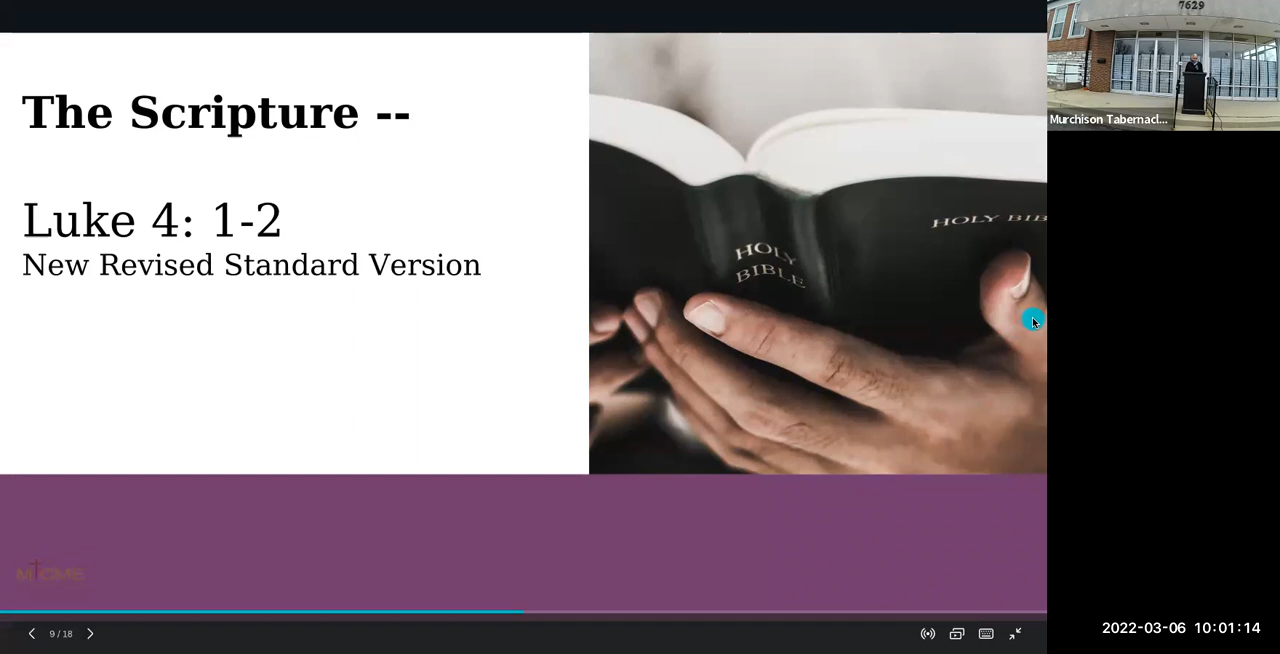 7629
Murchison Tabernacl...
The Scripture --
Luke 4: 1-2
New Revised Standard Version
HOLY
BIBLE
HOLY BIB
MTCME
9 / 18
2022-03-06 10:01:14